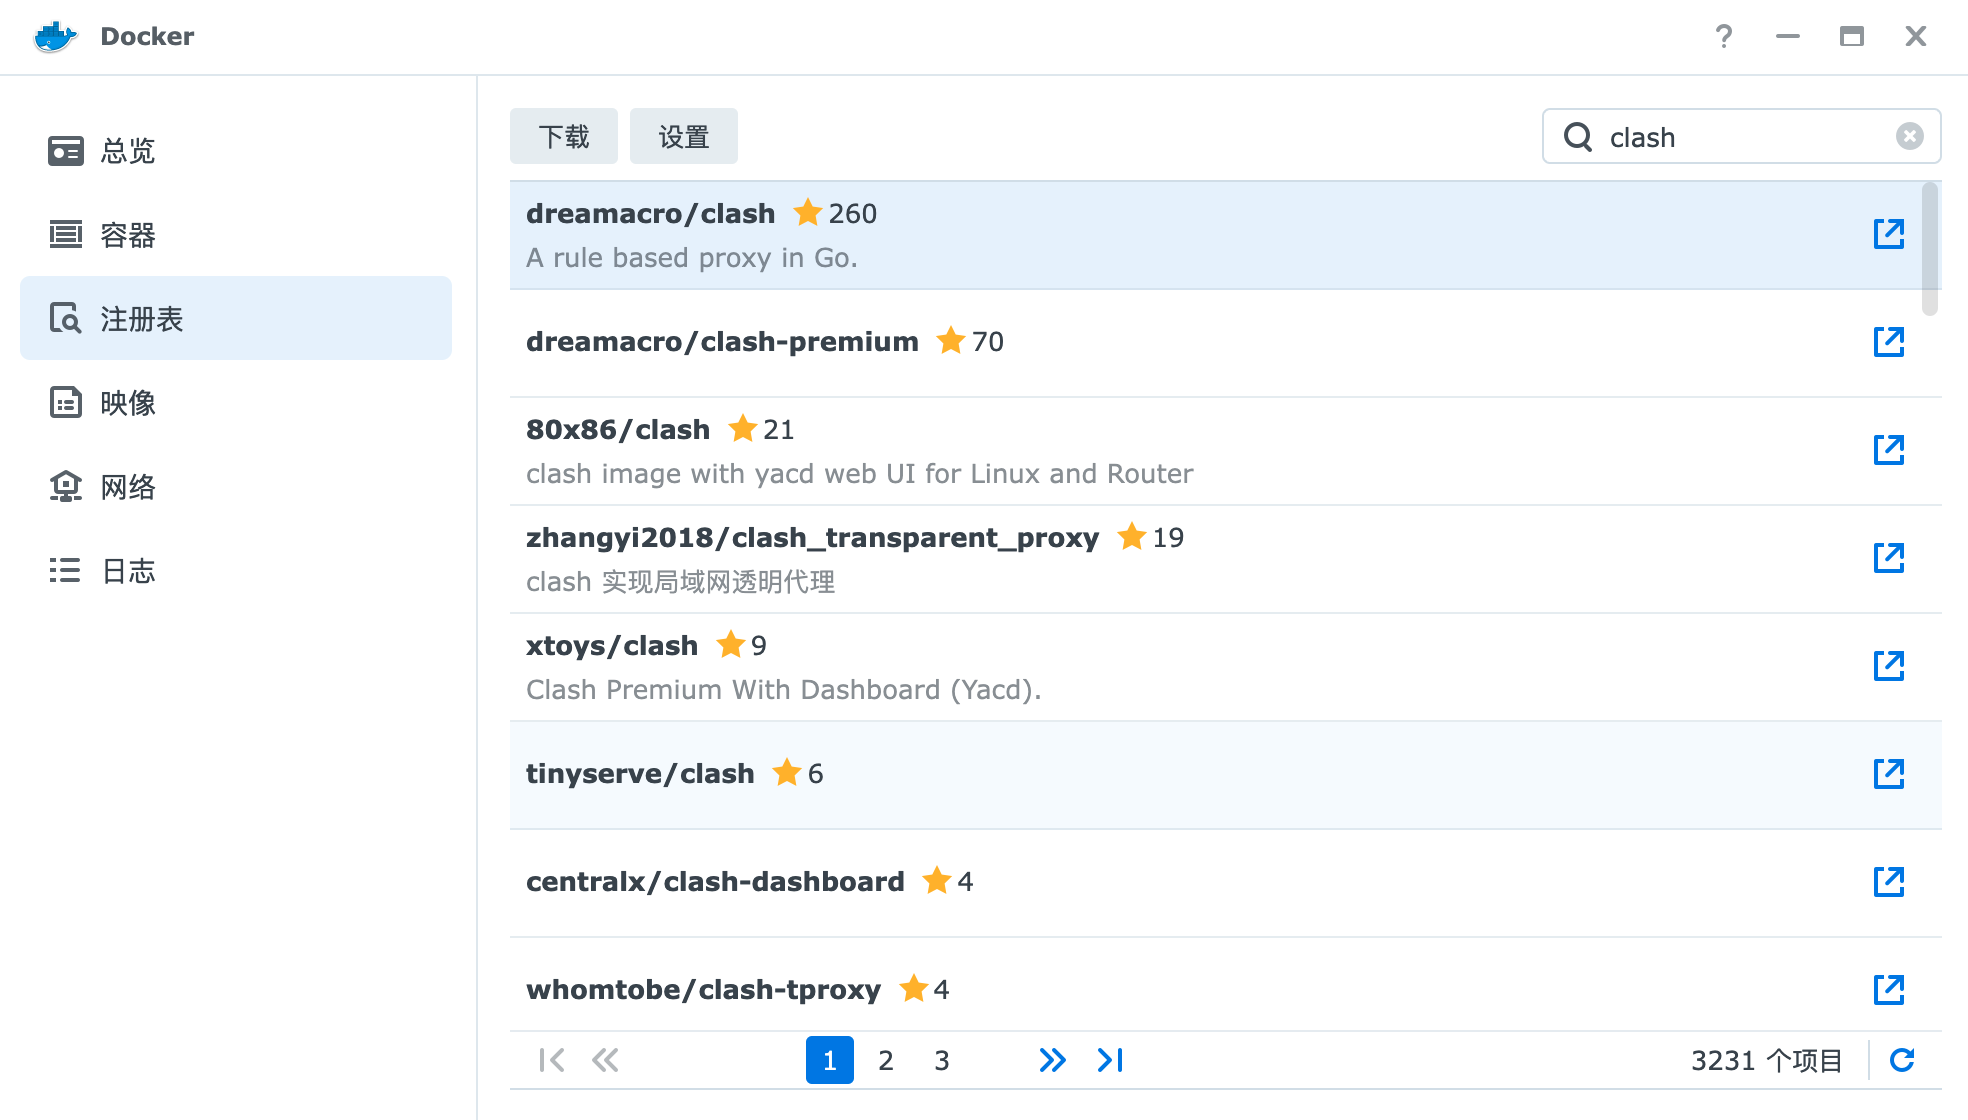 Docker
总览
容器
注册表
映像
网络
日志
下载
设置
clash
dreamacro/clash 260
A rule based proxy in Go.
dreamacro/clash-premium 70
80x86/clash 21
clash image with yacd web UI for Linux and Router
zhangyi2018/clash_transparent_proxy 19
clash 实现局域网透明代理
xtoys/clash 9
Clash Premium With Dashboard (Yacd).
tinyserve/clash 6
centralx/clash-dashboard 4
whomtobe/clash-tproxy 4
1 2 3
3231 个项目